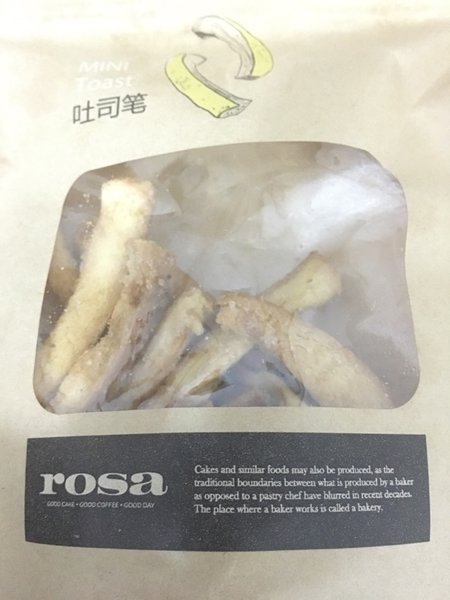 MINi
Toast
吐司笔
rosa
GOOD CAKE • GOOD COFFEE • GOOD DAY
Cakes and similar foods may also be produced, as the
traditional boundaries between what is produced by a baker
as opposed to a pastry chef have blurred in recent decades.
The place where a baker works is called a bakery.